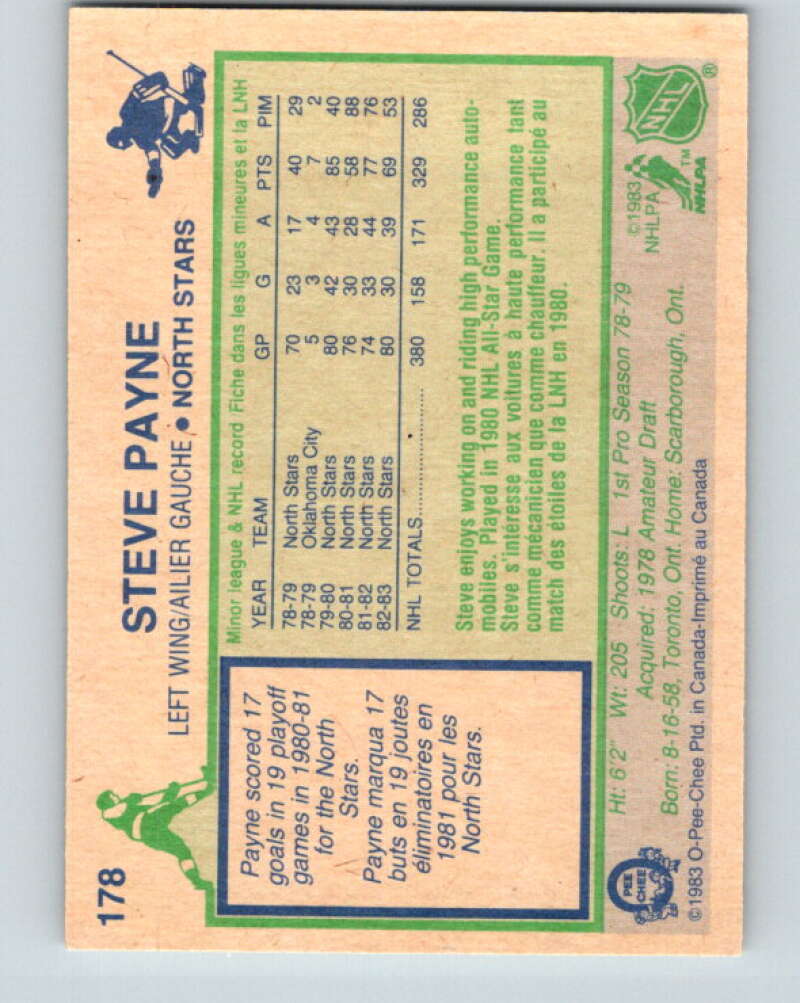 178
STEVE PAYNE
LEFT WING/AILIER GAUCHE • NORTH STARS
Payne scored 17
goals in 19 playoff
games in 1980-81
for the North
Stars.
Payne marqua 17
buts en 19 joutes
éliminatoires en
1981 pour les
North Stars.
Minor league & NHL record Fiche dans les ligues mineures et la LNH
YEAR TEAM GP G A PTS PIM
78-79 North Stars 70 23 17 40 29
78-79 Oklahoma City 5 3 4 7 2
79-80 North Stars 80 42 43 85 40
80-81 North Stars 76 30 28 58 88
81-82 North Stars 74 33 44 77 76
82-83 North Stars 80 30 39 69 53
NHL TOTALS.................... 380 158 171 329 286
Steve enjoys working on and riding high performance auto-
mobiles. Played in 1980 NHL All-Star Game.
Steve s'intéresse aux voitures à haute performance tant
comme mécanicien que comme chauffeur. Il a participé au
match des étoiles de la LNH en 1980.
Ht: 6'2" Wt: 205 Shoots: L 1st Pro Season 78-79
Acquired: 1978 Amateur Draft
Born: 8-16-58, Toronto, Ont. Home: Scarborough, Ont.
©1983 O-Pee-Chee Ptd. in Canada-Imprimé au Canada
PEE
CHEE
©1983
NHLPA
NHL
®
NHLPA
TM